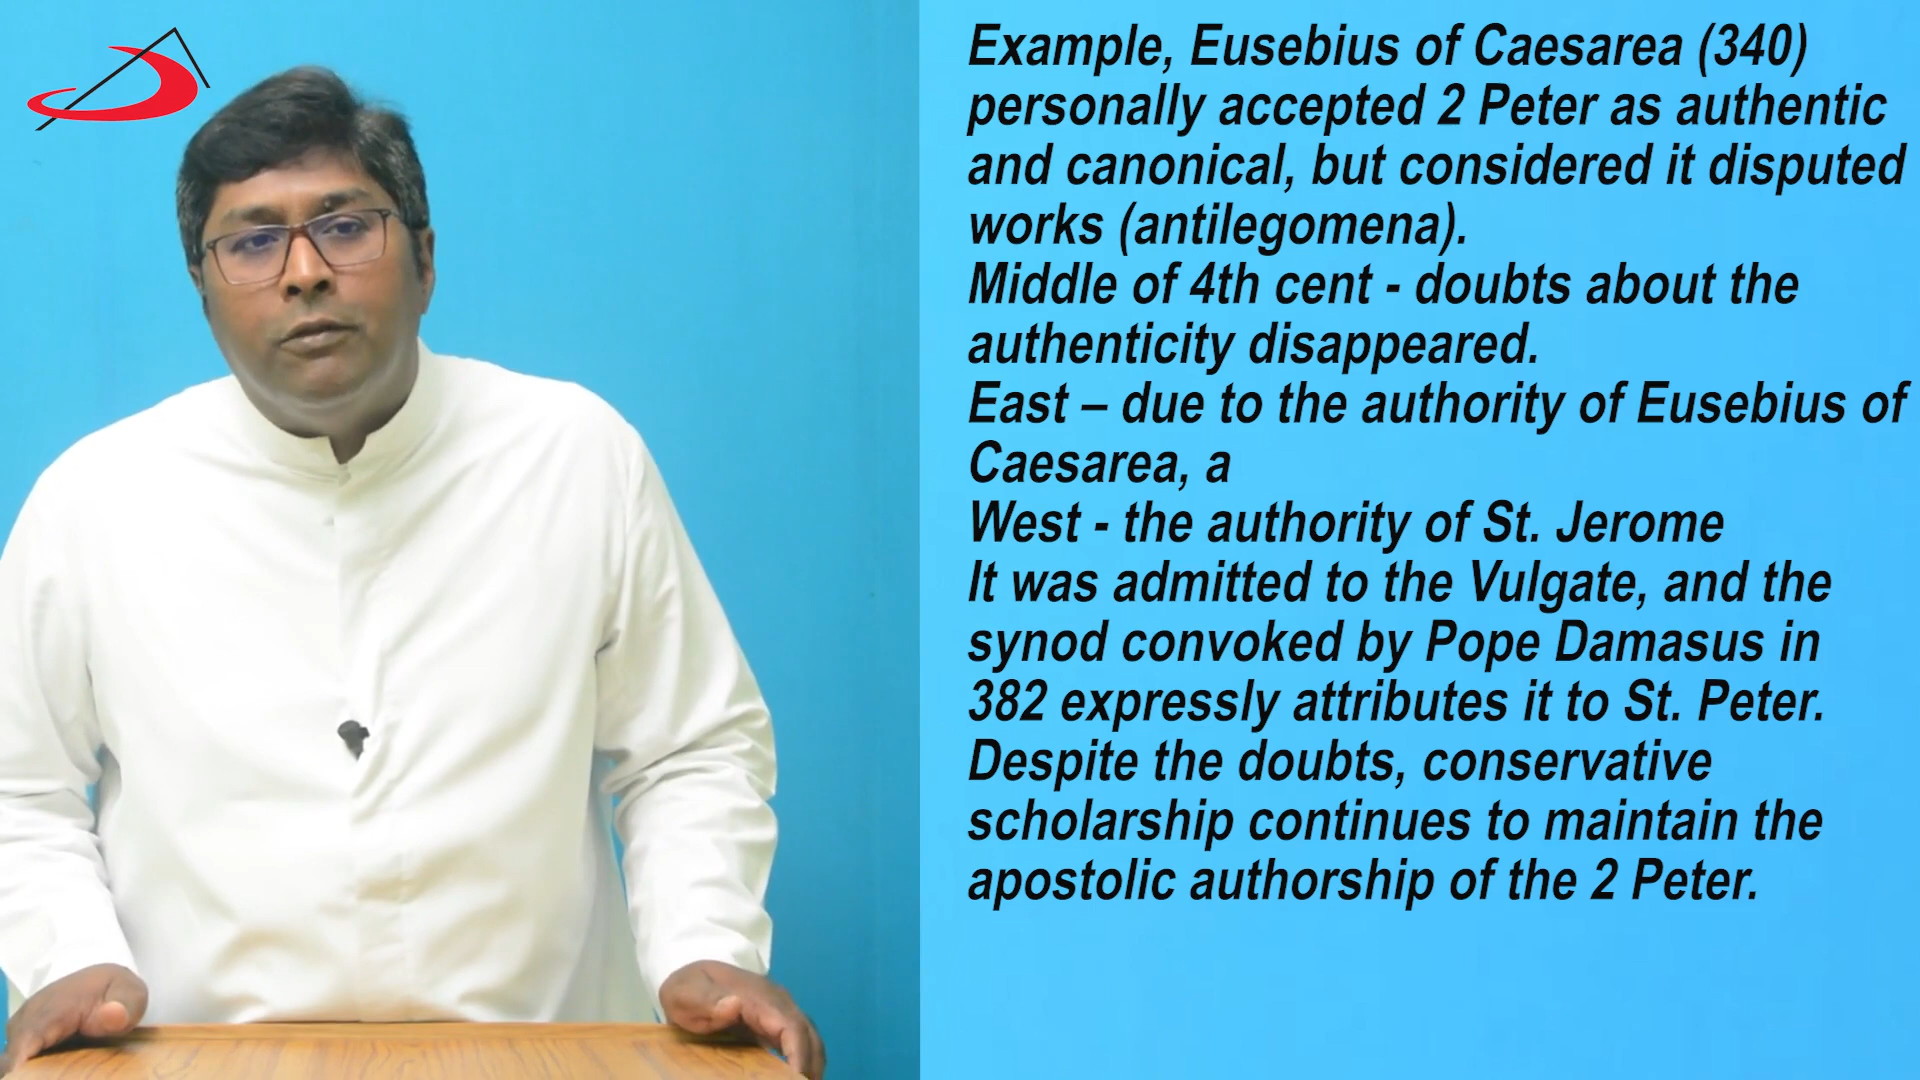 Example, Eusebius of Caesarea (340)
personally accepted 2 Peter as authentic
and canonical, but considered it disputed
works (antilegomena).
Middle of 4th cent - doubts about the
authenticity disappeared.
East – due to the authority of Eusebius of
Caesarea, a
West - the authority of St. Jerome
It was admitted to the Vulgate, and the
synod convoked by Pope Damasus in
382 expressly attributes it to St. Peter.
Despite the doubts, conservative
scholarship continues to maintain the
apostolic authorship of the 2 Peter.